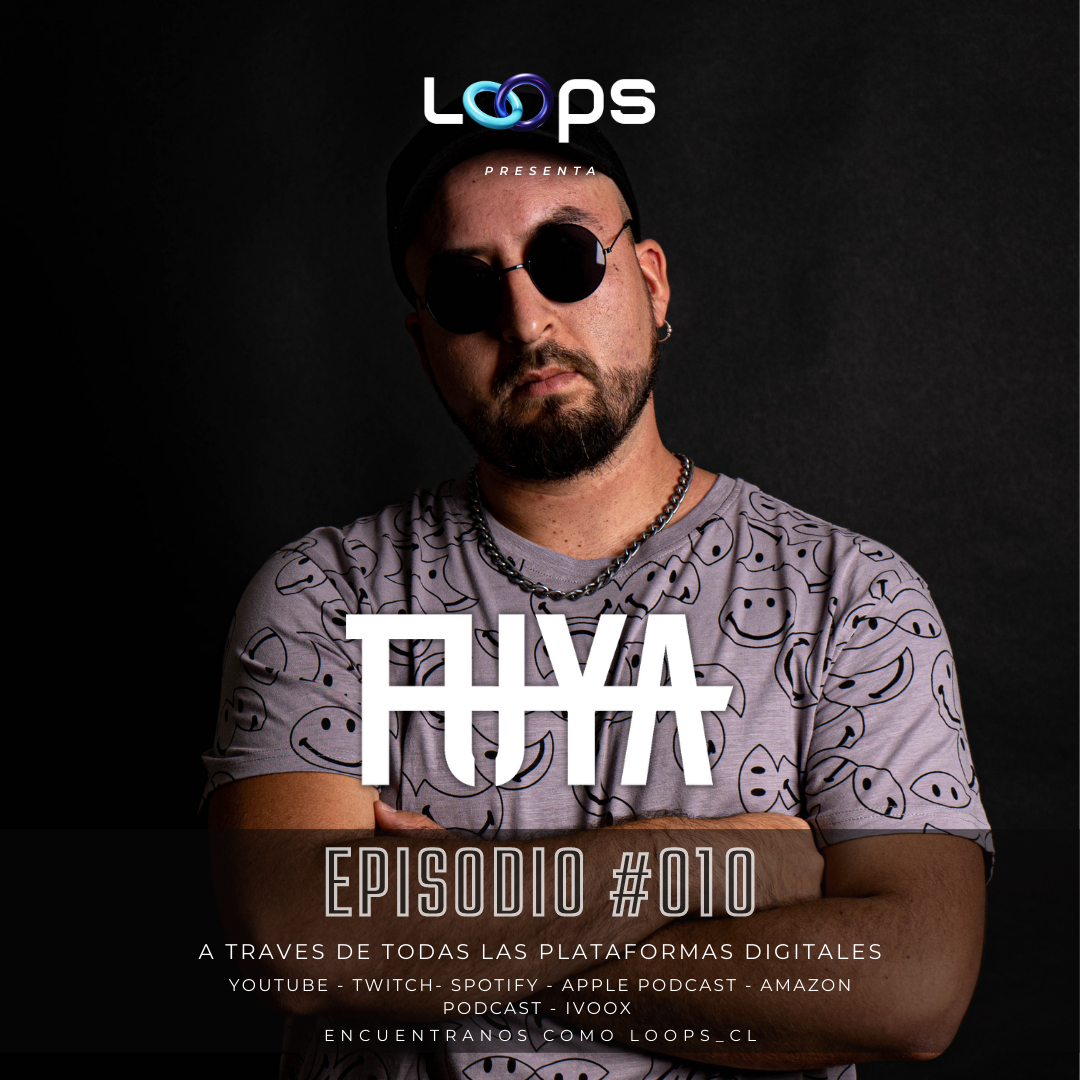 Loops
PRESENTA
FUYA
EPISODIO #010
A TRAVES DE TODAS LAS PLATAFORMAS DIGITALES
YOUTUBE - TWITCH- SPOTIFY - APPLE PODCAST - AMAZON
PODCAST - IVOOX
ENCUENTRANOS COMO LOOPS_CL